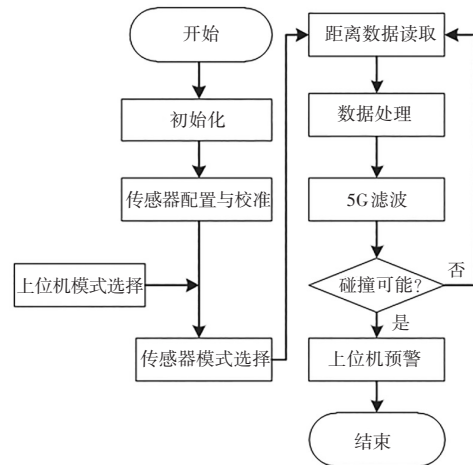 开始
初始化
传感器配置与校准
上位机模式选择
传感器模式选择
距离数据读取
数据处理
5G滤波
碰撞可能?
否
是
上位机预警
结束